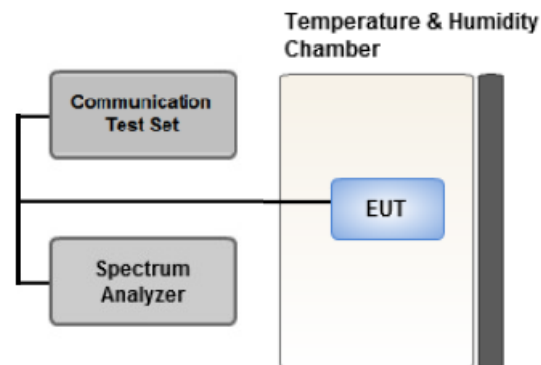 Temperature & Humidity
Chamber
Communication
Test Set
EUT
Spectrum
Analyzer